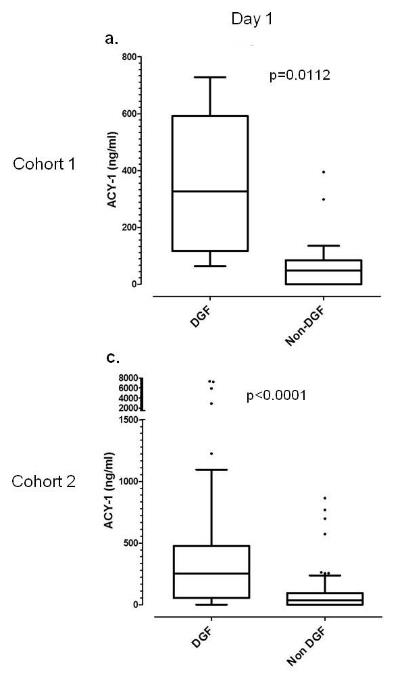 Day 1
a.
p=0.0112
Cohort 1
ACY-1 (ng/ml)
800
600
400
200
0
DGF
Non-DGF
c.
p<0.0001
Cohort 2
ACY-1 (ng/ml)
8000
6000
4000
2000
1500
1000
500
0
DGF
Non DGF